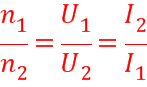 n₁/n₂ = U₁/U₂ = I₂/I₁